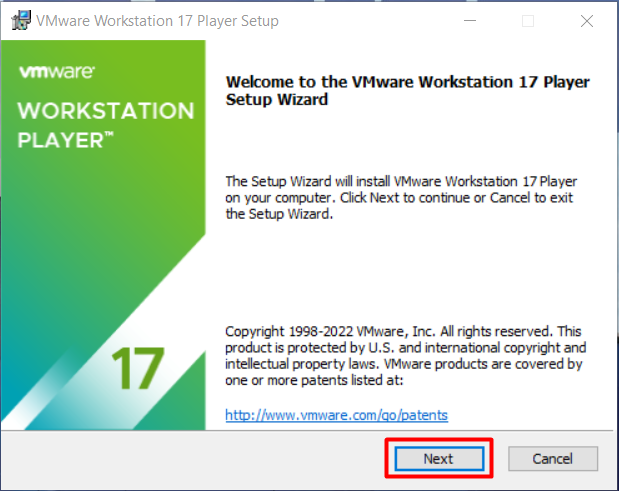 VMware Workstation 17 Player Setup
vmware
WORKSTATION
PLAYER™
17
Welcome to the VMware Workstation 17 Player
Setup Wizard
The Setup Wizard will install VMware Workstation 17 Player
on your computer. Click Next to continue or Cancel to exit
the Setup Wizard.
Copyright 1998-2022 VMware, Inc. All rights reserved. This
product is protected by U.S. and international copyright and
intellectual property laws. VMware products are covered by
one or more patents listed at:
http://www.vmware.com/go/patents
Next
Cancel